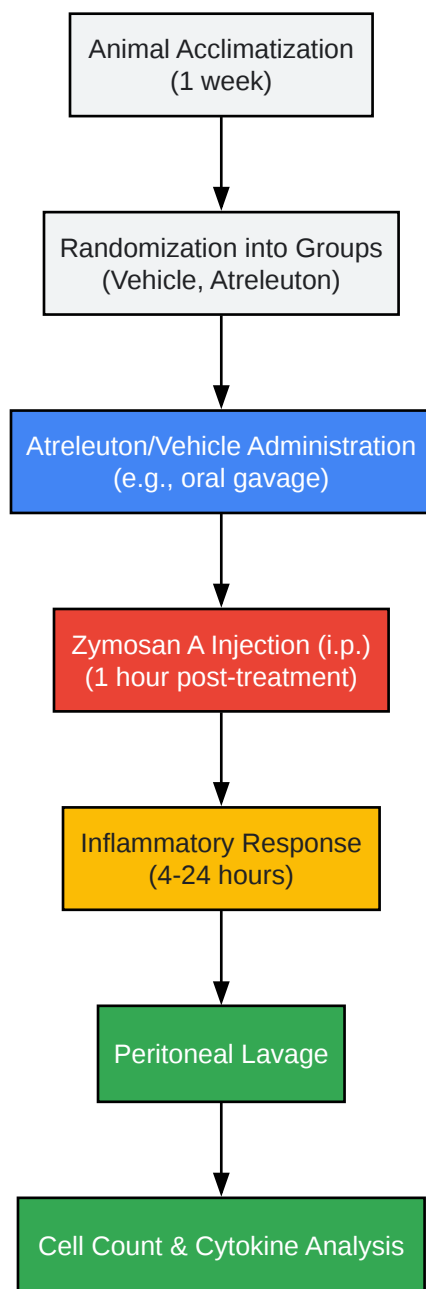 Animal Acclimatization
(1 week)
Randomization into Groups
(Vehicle, Atreleuton)
Atreleuton/Vehicle Administration
(e.g., oral gavage)
Zymosan A Injection (i.p.)
(1 hour post-treatment)
Inflammatory Response
(4-24 hours)
Peritoneal Lavage
Cell Count & Cytokine Analysis